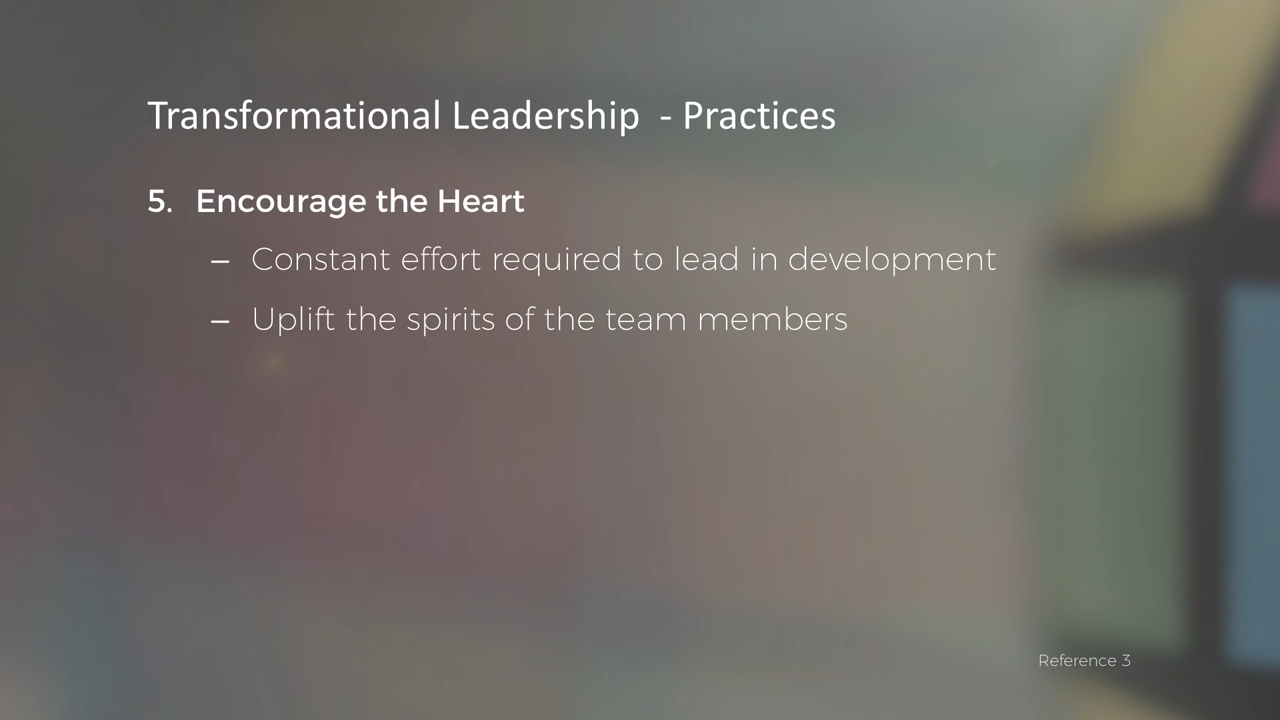 Transformational Leadership  - Practices
5. Encourage the Heart
– Constant effort required to lead in development
– Uplift the spirits of the team members
Reference 3